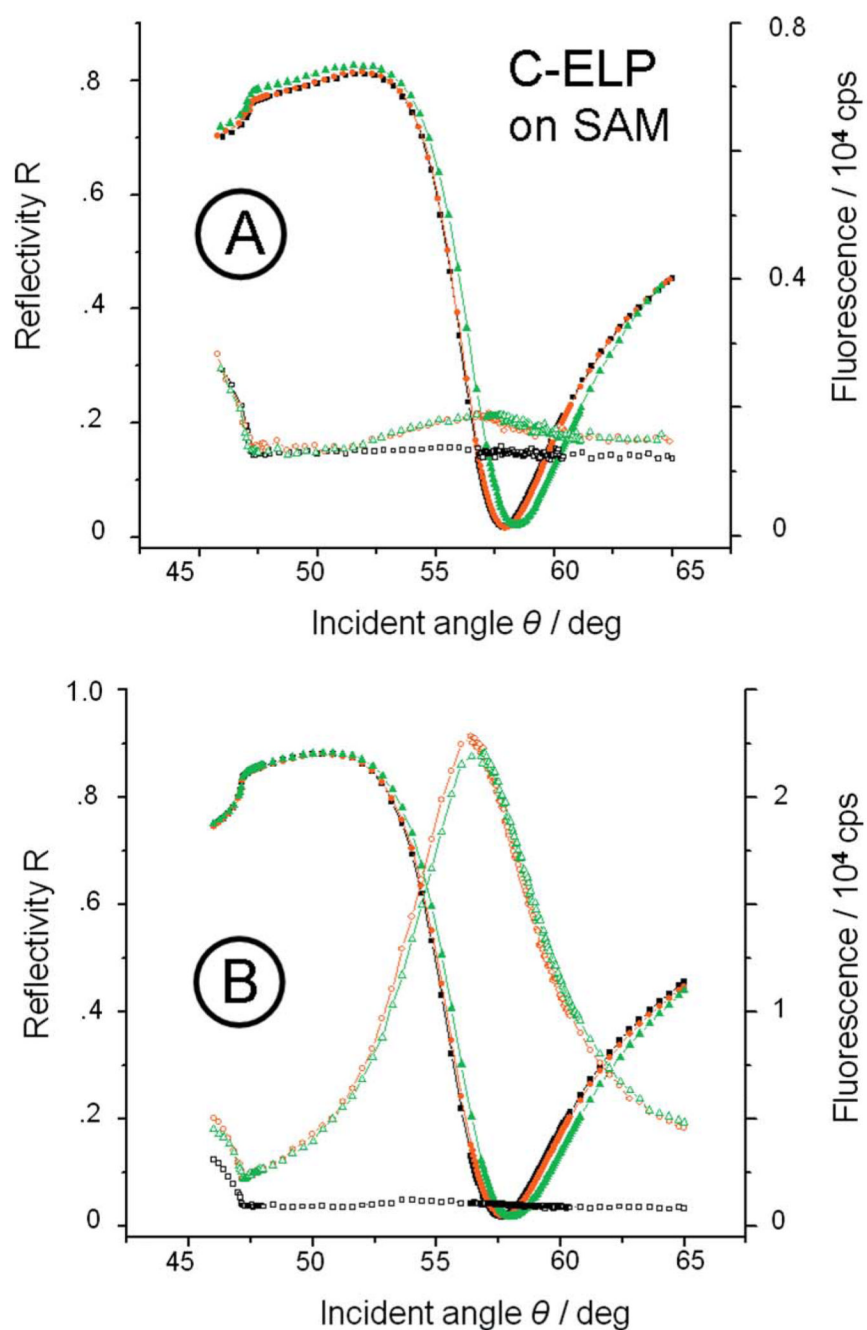 0.8
C-ELP
on SAM
.8
.6
A
.4
0.4
.2
0
0
45
50
55
60
65
Reflectivity R
Fluorescence / 10⁴ cps
Incident angle θ / deg
1.0
.8
2
.6
B
.4
1
.2
0
0
45
50
55
60
65
Reflectivity R
Fluorescence / 10⁴ cps
Incident angle θ / deg